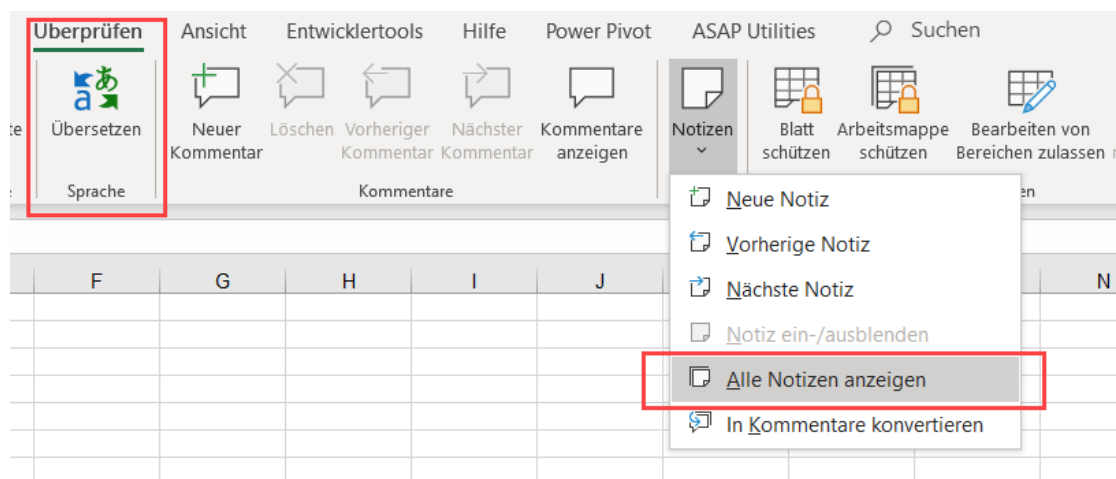 Überprüfen Ansicht Entwicklertools Hilfe Power Pivot ASAP Utilities Suchen
Übersetzen
Neuer
Kommentar
Löschen
Vorheriger
Kommentar
Nächster
Kommentar
Kommentare
anzeigen
Notizen
Blatt
schützen
Arbeitsmappe
schützen
Bearbeiten von
Bereichen zulassen
Sprache
Kommentare
Neue Notiz
Vorherige Notiz
Nächste Notiz
Notiz ein-/ausblenden
Alle Notizen anzeigen
In Kommentare konvertieren
F G H I J N